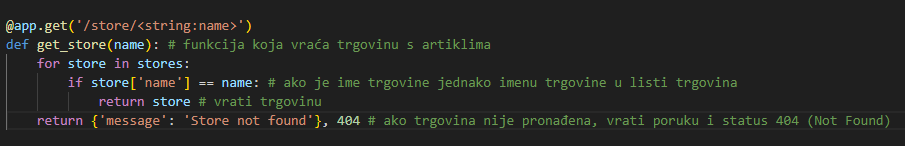 @app.get('/store/<string:name>')
def get_store(name): # funkcija koja vraća trgovinu s artiklima
    for store in stores:
        if store['name'] == name: # ako je ime trgovine jednako imenu trgovine u listi trgovina
            return store # vrati trgovinu
    return {'message': 'Store not found'}, 404 # ako trgovina nije pronađena, vrati poruku i status 404 (Not Found)